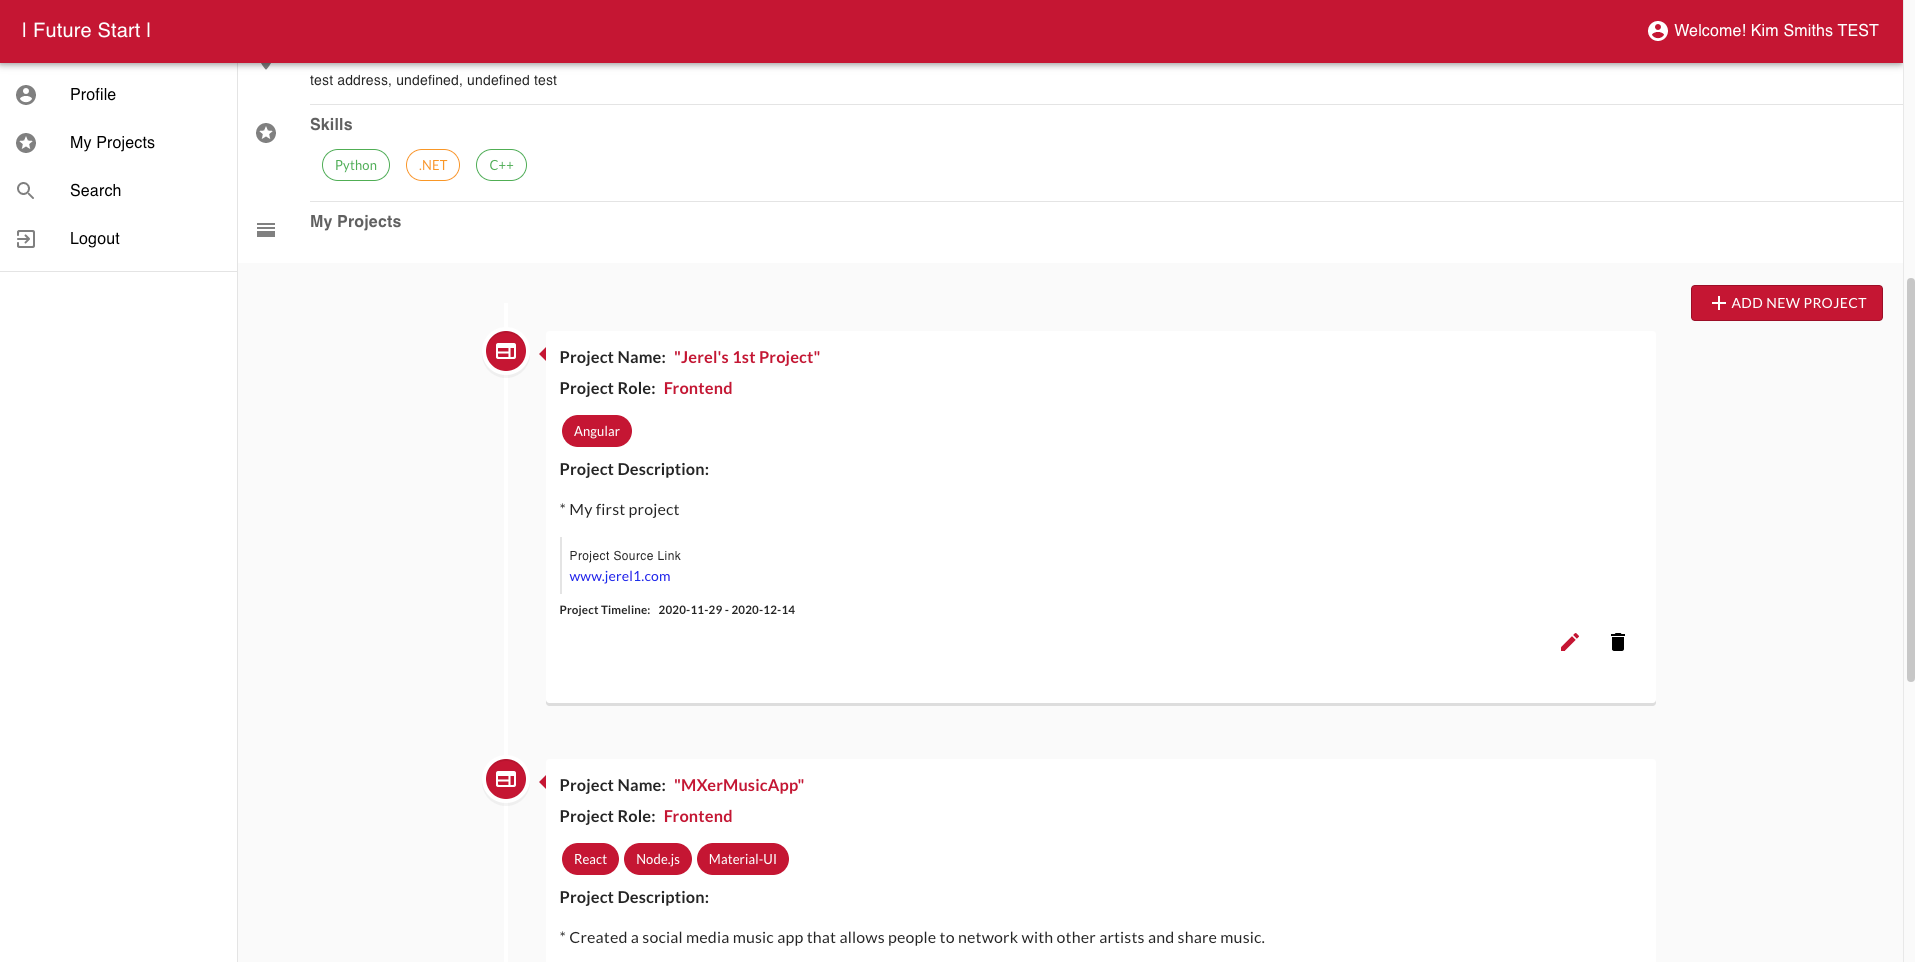 | Future Start |
Welcome! Kim Smiths TEST
Profile
My Projects
Search
Logout
test address, undefined, undefined test
Skills
Python .NET C++
My Projects
ADD NEW PROJECT
Project Name: "Jerel's 1st Project"
Project Role: Frontend
Angular
Project Description:
* My first project
Project Source Link
www.jerel1.com
Project Timeline: 2020-11-29 - 2020-12-14
Project Name: "MXerMusicApp"
Project Role: Frontend
React Node.js Material-UI
Project Description:
* Created a social media music app that allows people to network with other artists and share music.